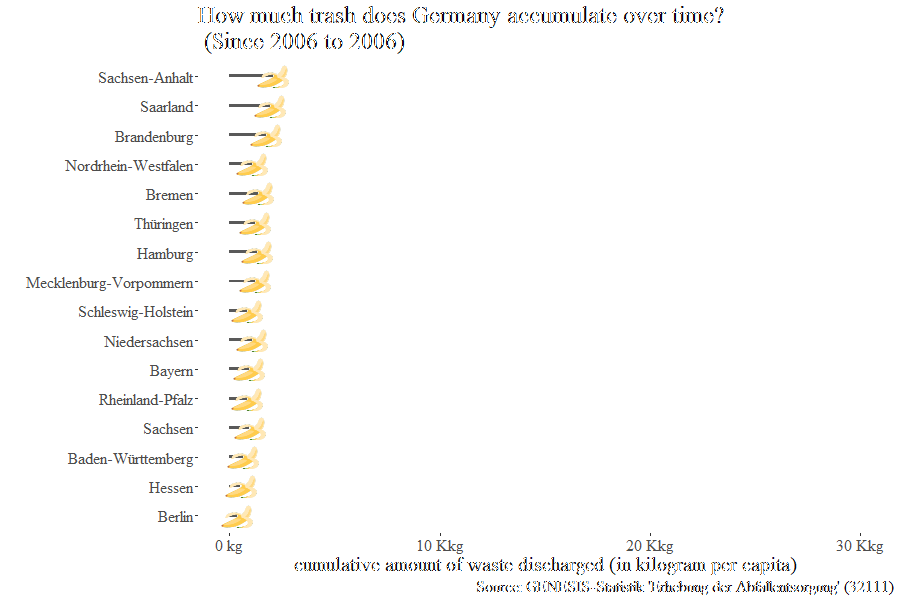 How much trash does Germany accumulate over time?
(Since 2006 to 2006)
Sachsen-Anhalt
Saarland
Brandenburg
Nordrhein-Westfalen
Bremen
Thüringen
Hamburg
Mecklenburg-Vorpommern
Schleswig-Holstein
Niedersachsen
Bayern
Rheinland-Pfalz
Sachsen
Baden-Württemberg
Hessen
Berlin
0 kg 10 Kkg 20 Kkg 30 Kkg
cumulative amount of waste discharged (in kilogram per capita)
Source: GENESIS-Statistik 'Erhebung der Abfallentsorgung' (32111)